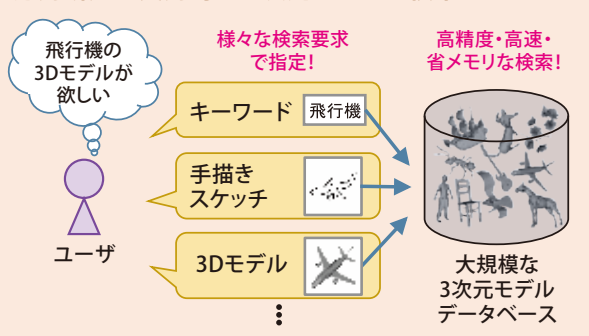 飛行機の
3Dモデルが
欲しい
ユーザ
様々な検索要求
で指定!
キーワード
飛行機
手描き
スケッチ
3Dモデル
高精度・高速・
省メモリな検索!
大規模な
3次元モデル
データベース